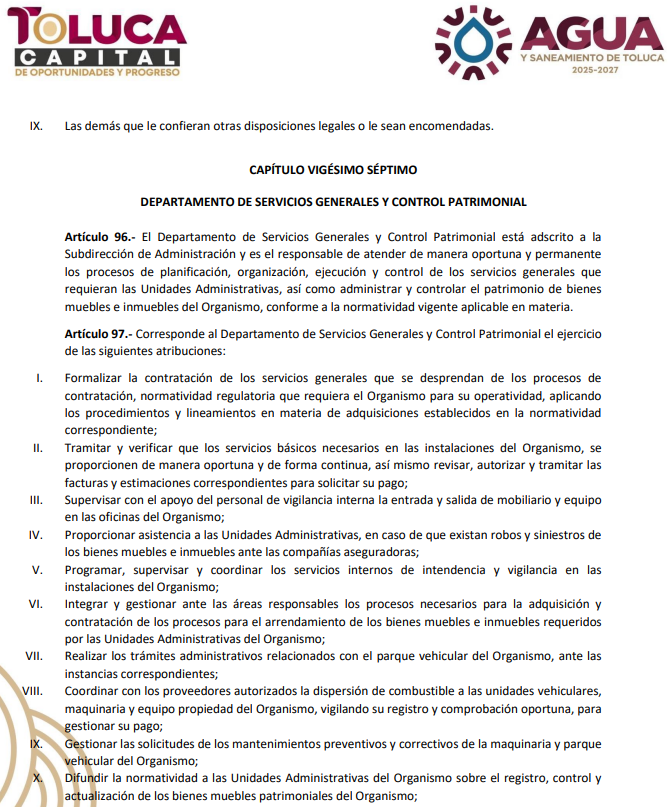 TOLUCA
CAPITAL
DE OPORTUNIDADES Y PROGRESO
AGUA
Y SANEAMIENTO DE TOLUCA
2025-2027
IX. Las demás que le confieran otras disposiciones legales o le sean encomendadas.
CAPÍTULO VIGÉSIMO SÉPTIMO
DEPARTAMENTO DE SERVICIOS GENERALES Y CONTROL PATRIMONIAL
Artículo 96.- El Departamento de Servicios Generales y Control Patrimonial está adscrito a la
Subdirección de Administración y es el responsable de atender de manera oportuna y permanente
los procesos de planificación, organización, ejecución y control de los servicios generales que
requieran las Unidades Administrativas, así como administrar y controlar el patrimonio de bienes
muebles e inmuebles del Organismo, conforme a la normatividad vigente aplicable en materia.
Artículo 97.- Corresponde al Departamento de Servicios Generales y Control Patrimonial el ejercicio
de las siguientes atribuciones:
I. Formalizar la contratación de los servicios generales que se desprendan de los procesos de
contratación, normatividad regulatoria que requiera el Organismo para su operatividad, aplicando
los procedimientos y lineamientos en materia de adquisiciones establecidos en la normatividad
correspondiente;
II. Tramitar y verificar que los servicios básicos necesarios en las instalaciones del Organismo, se
proporcionen de manera oportuna y de forma continua, así mismo revisar, autorizar y tramitar las
facturas y estimaciones correspondientes para solicitar su pago;
III. Supervisar con el apoyo del personal de vigilancia interna la entrada y salida de mobiliario y equipo
en las oficinas del Organismo;
IV. Proporcionar asistencia a las Unidades Administrativas, en caso de que existan robos y siniestros de
los bienes muebles e inmuebles ante las compañías aseguradoras;
V. Programar, supervisar y coordinar los servicios internos de intendencia y vigilancia en las
instalaciones del Organismo;
VI. Integrar y gestionar ante las áreas responsables los procesos necesarios para la adquisición y
contratación de los procesos para el arrendamiento de los bienes muebles e inmuebles requeridos
por las Unidades Administrativas del Organismo;
VII. Realizar los trámites administrativos relacionados con el parque vehicular del Organismo, ante las
instancias correspondientes;
VIII. Coordinar con los proveedores autorizados la dispersión de combustible a las unidades vehiculares,
maquinaria y equipo propiedad del Organismo, vigilando su registro y comprobación oportuna, para
gestionar su pago;
IX. Gestionar las solicitudes de los mantenimientos preventivos y correctivos de la maquinaria y parque
vehicular del Organismo;
X. Difundir la normatividad a las Unidades Administrativas del Organismo sobre el registro, control y
actualización de los bienes muebles patrimoniales del Organismo;